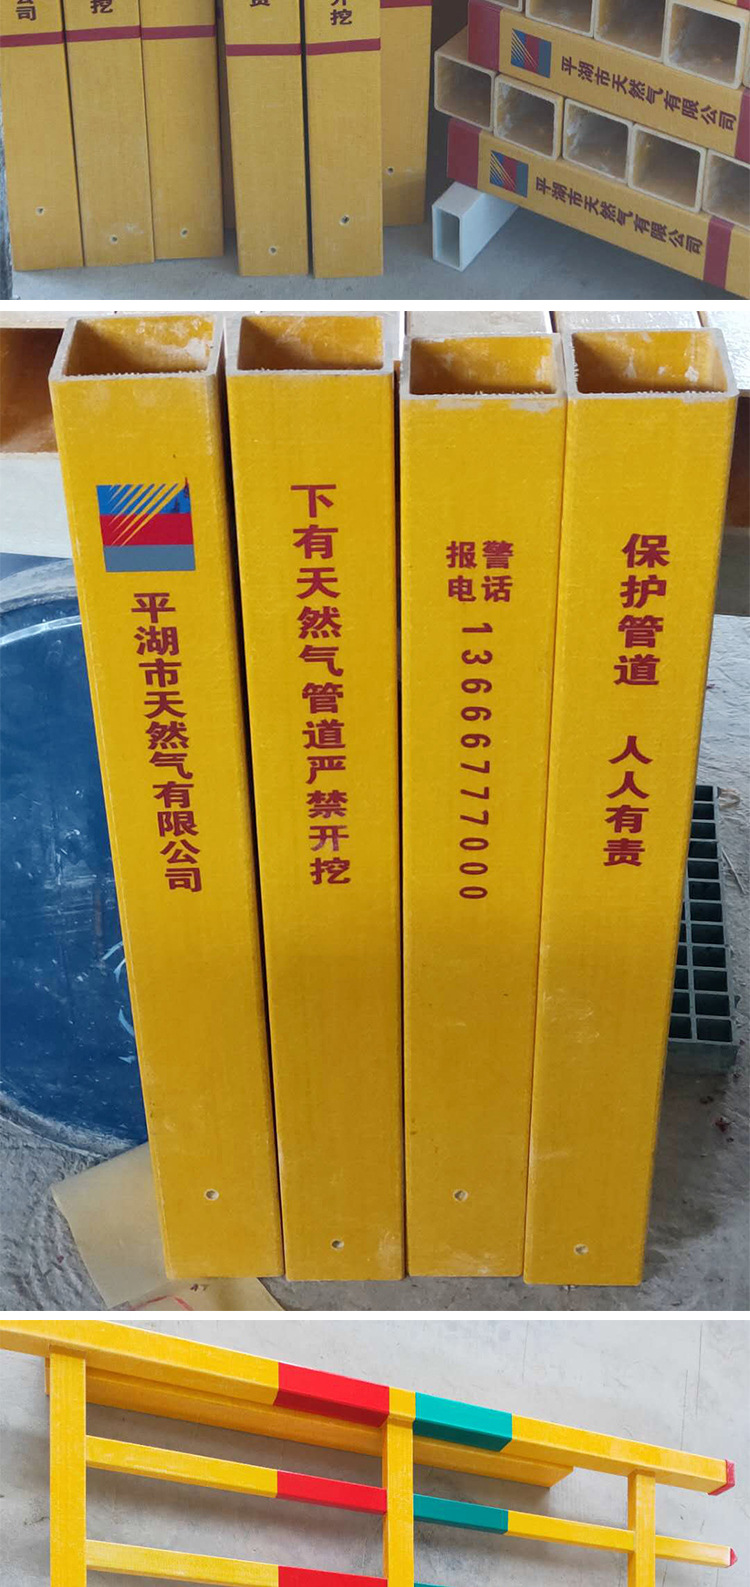 司
挖
责
开挖
平湖市天然气有限公司
平湖市天然气有限公司
平湖市天然气有限公司
下有天然气管道严禁开挖
报警
电话
13666777000
保护管道 人人有责